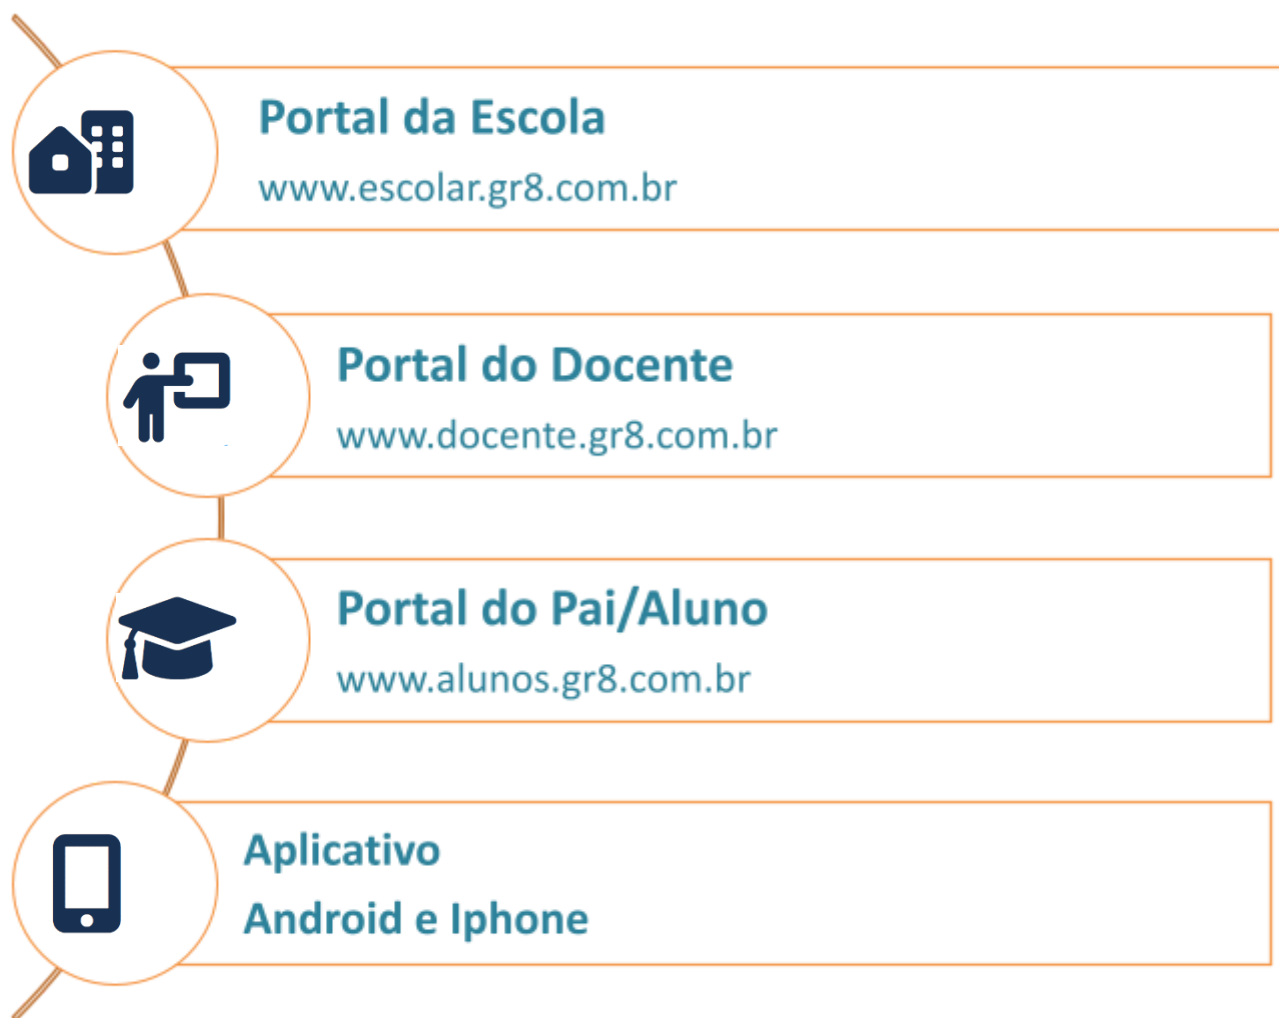 Portal da Escola
www.escolar.gr8.com.br
Portal do Docente
www.docente.gr8.com.br
Portal do Pai/Aluno
www.alunos.gr8.com.br
Aplicativo
Android e Iphone